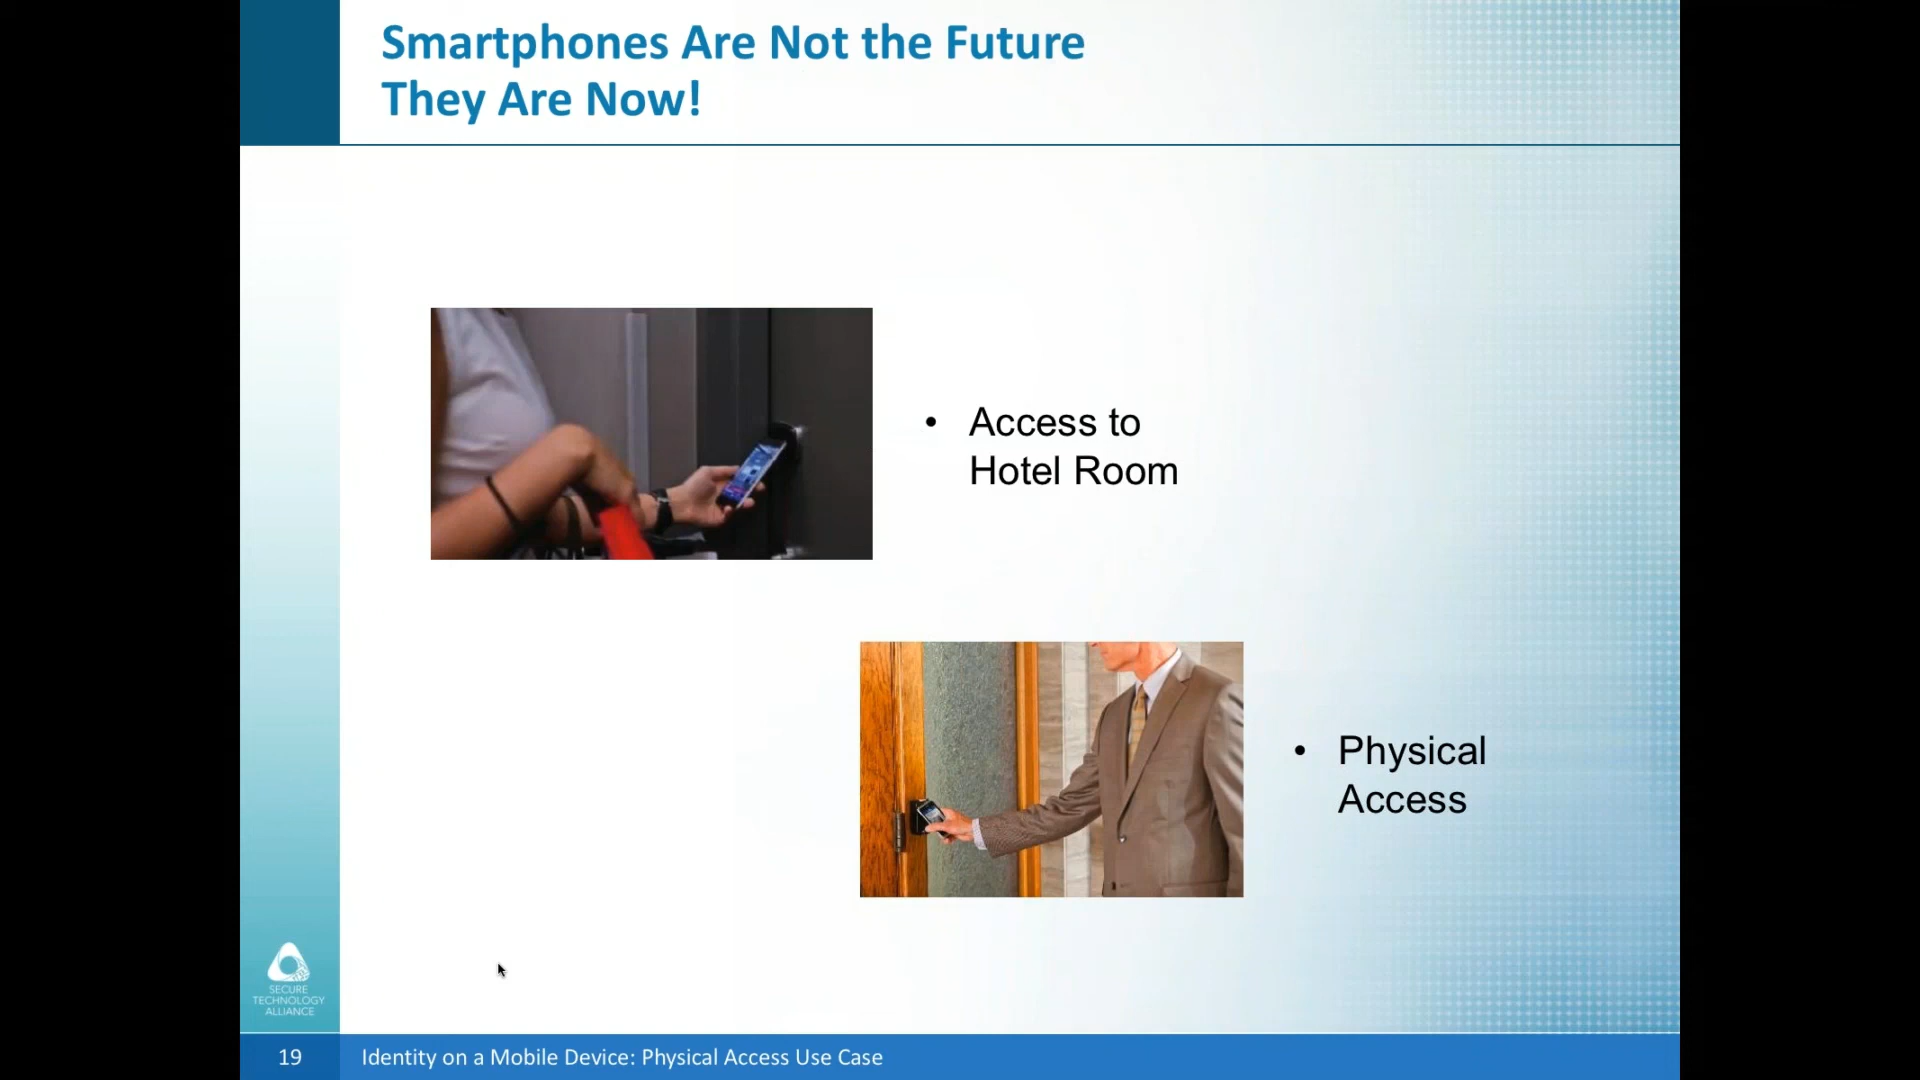 Smartphones Are Not the Future
They Are Now!
• Access to
Hotel Room
• Physical
Access
SECURE
TECHNOLOGY
ALLIANCE
19
Identity on a Mobile Device: Physical Access Use Case